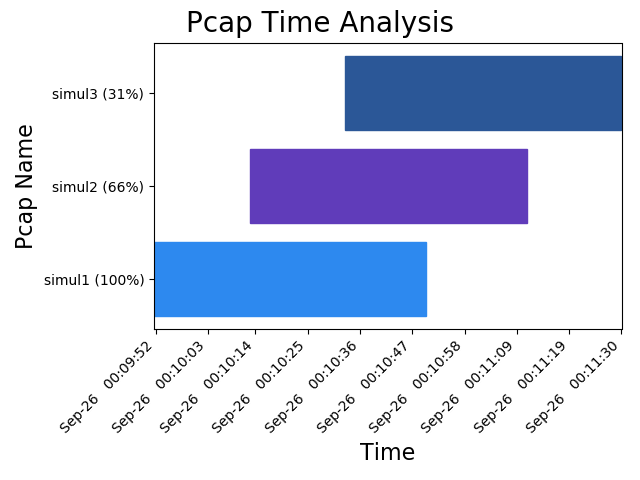 Pcap Time Analysis
simul3 (31%)
simul2 (66%)
simul1 (100%)
Pcap Name
Sep-26 00:09:52
Sep-26 00:10:03
Sep-26 00:10:14
Sep-26 00:10:25
Sep-26 00:10:36
Sep-26 00:10:47
Sep-26 00:10:58
Sep-26 00:11:09
Sep-26 00:11:19
Sep-26 00:11:30
Time